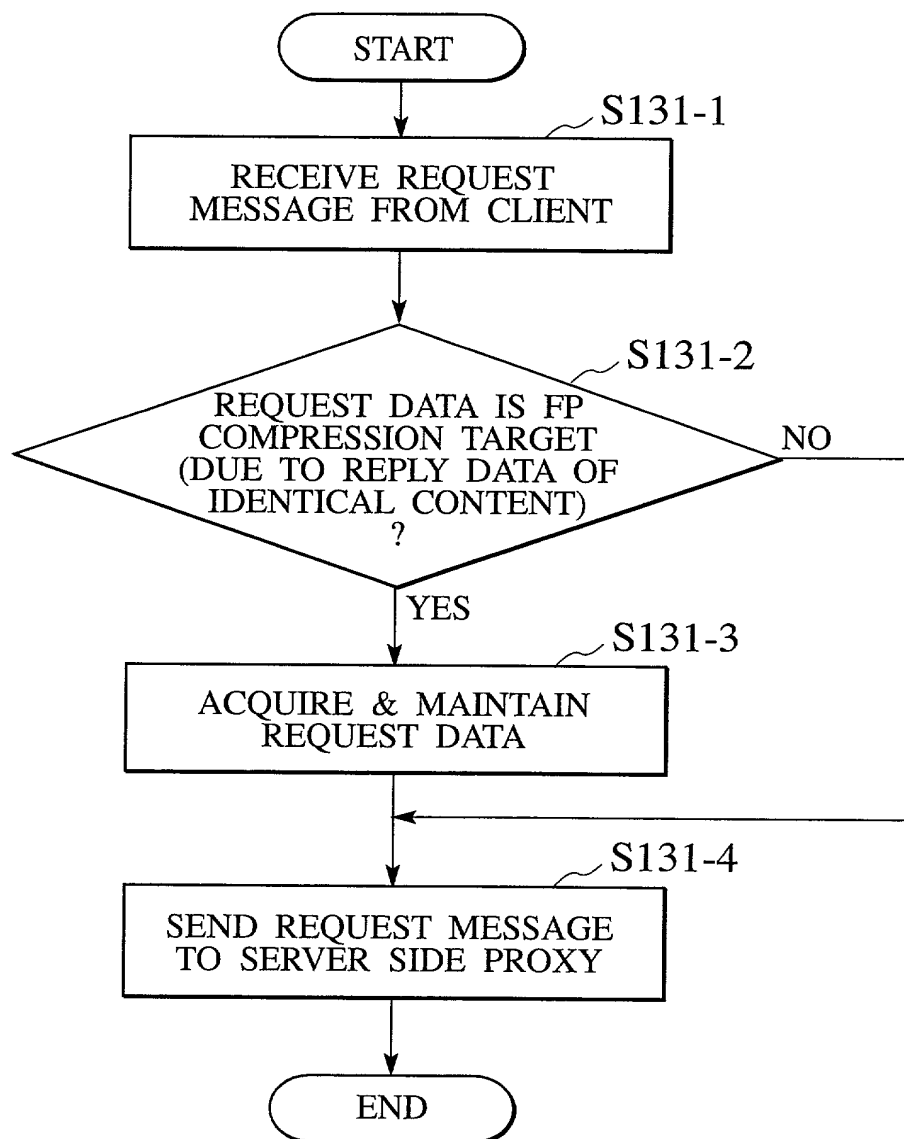 START
S131-1
RECEIVE REQUEST
MESSAGE FROM CLIENT
S131-2
REQUEST DATA IS FP
COMPRESSION TARGET
(DUE TO REPLY DATA OF
IDENTICAL CONTENT)
?
NO
YES
S131-3
ACQUIRE & MAINTAIN
REQUEST DATA
S131-4
SEND REQUEST MESSAGE
TO SERVER SIDE PROXY
END